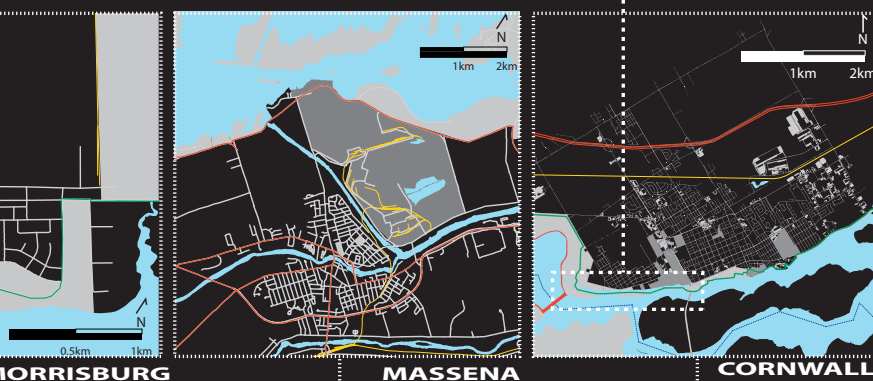 N
0.5km 1km
MORRISBURG
N
1km 2km
MASSENA
N
1km 2km
CORNWALL